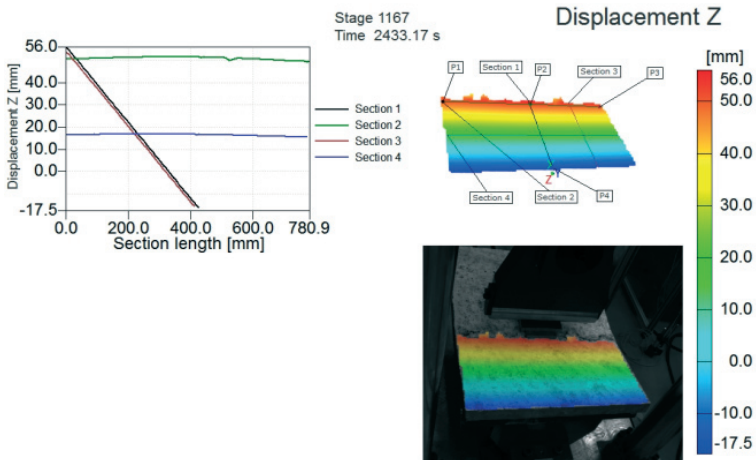 Stage 1167
Time 2433.17 s
Displacement Z
Displacement Z [mm]
56.0
40.0
30.0
20.0
10.0
0.0
-17.5
0.0
200.0
400.0
600.0
780.9
Section length [mm]
Section 1
Section 2
Section 3
Section 4
P1
Section 1
P2
Section 3
P3
Section 4
Section 2
P4
Z
[mm]
56.0
50.0
40.0
30.0
20.0
10.0
0.0
-10.0
-17.5